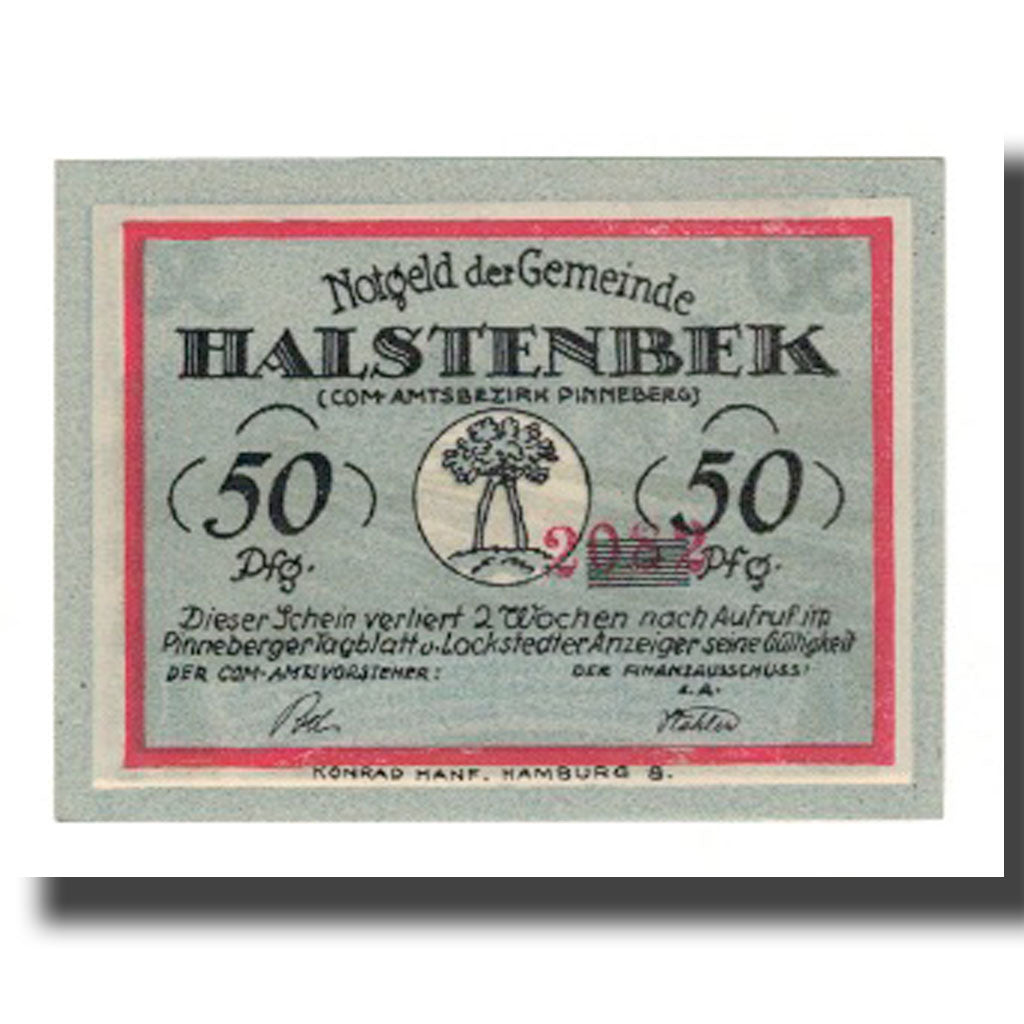 Notgeld der Gemeinde
HALSTENBEK
(COM-AMTSBEZIRK PINNEBERG)
50 50
Pfg. 2082 Pfg.
Dieser Schein verliert 2 Wochen nach Aufruf im
Pinneberger Tagblatt u. Lockstedter Anzeiger seine Gültigkeit
DER COM-AMTSVORSTEHER: DER FINANZAUSSCHUSS:
I.A.
KONRAD HANF, HAMBURG 8.